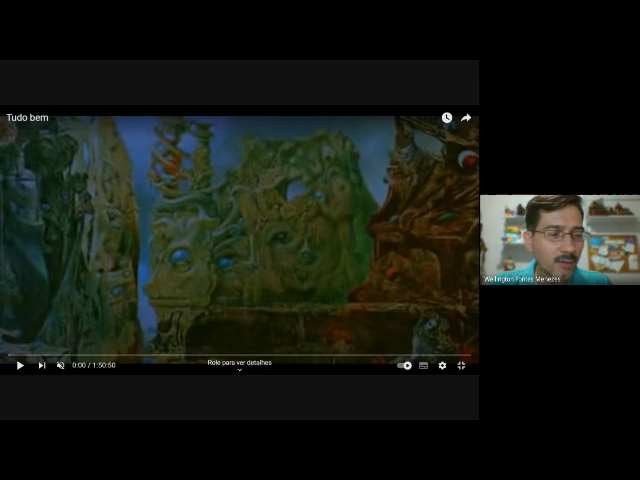 Tudo bem
Wellington Fontes Menezes
0:00 / 1:50:50
Role para ver detalhes